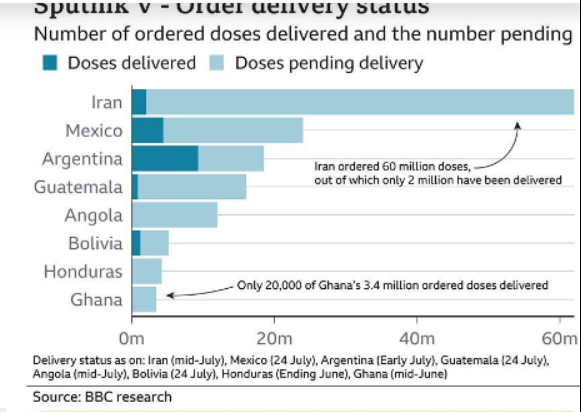 Sputnik V - Order delivery status
Number of ordered doses delivered and the number pending
Doses delivered Doses pending delivery
Iran
Mexico
Argentina
Iran ordered 60 million doses,
out of which only 2 million have been delivered
Guatemala
Angola
Bolivia
Honduras
Only 20,000 of Ghana's 3.4 million ordered doses delivered
Ghana
0m 20m 40m 60m
Delivery status as on: Iran (mid-July), Mexico (24 July), Argentina (Early July), Guatemala (24 July),
Angola (mid-July), Bolivia (24 July), Honduras (Ending June), Ghana (mid-June)
Source: BBC research